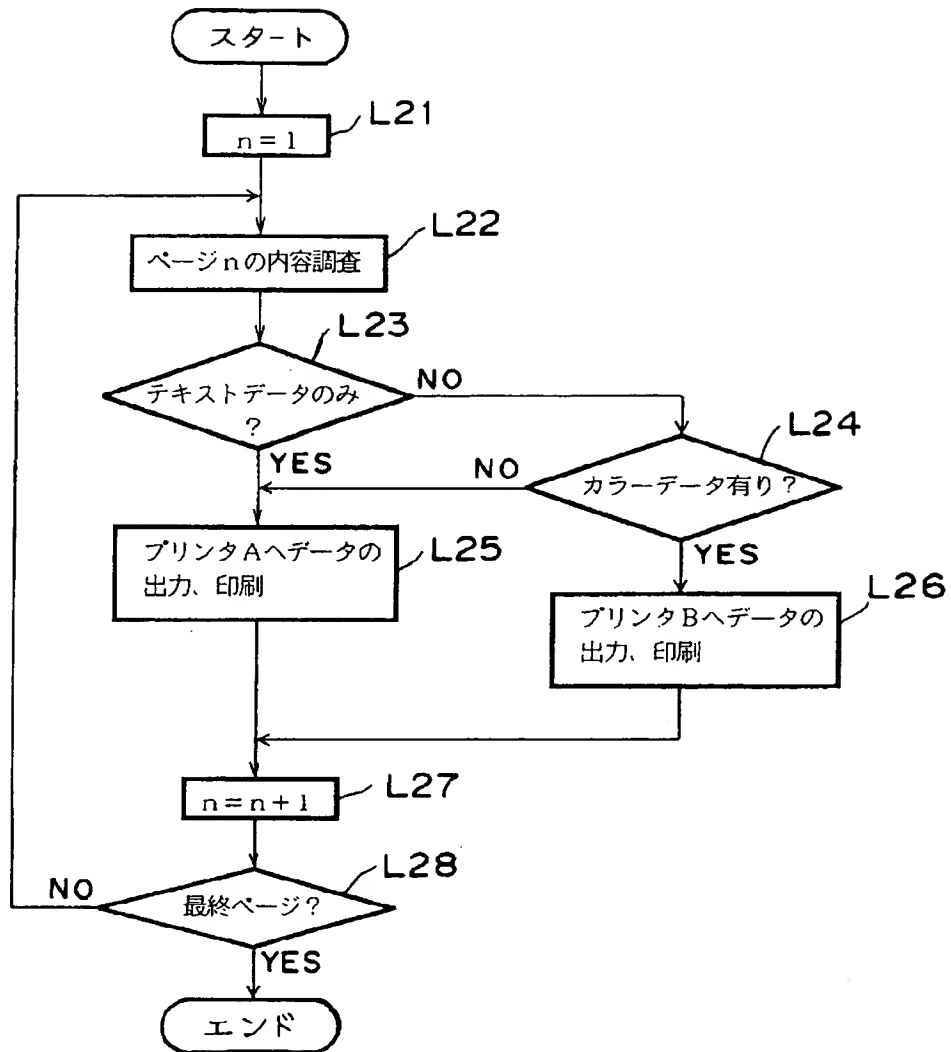 スタート
L21
n=1
L22
ページnの内容調査
L23
テキストデータのみ
?
NO
YES
L24
カラーデータ有り?
NO
YES
L25
プリンタAへデータの
出力、印刷
L26
プリンタBへデータの
出力、印刷
L27
n=n+1
L28
最終ページ?
NO
YES
エンド